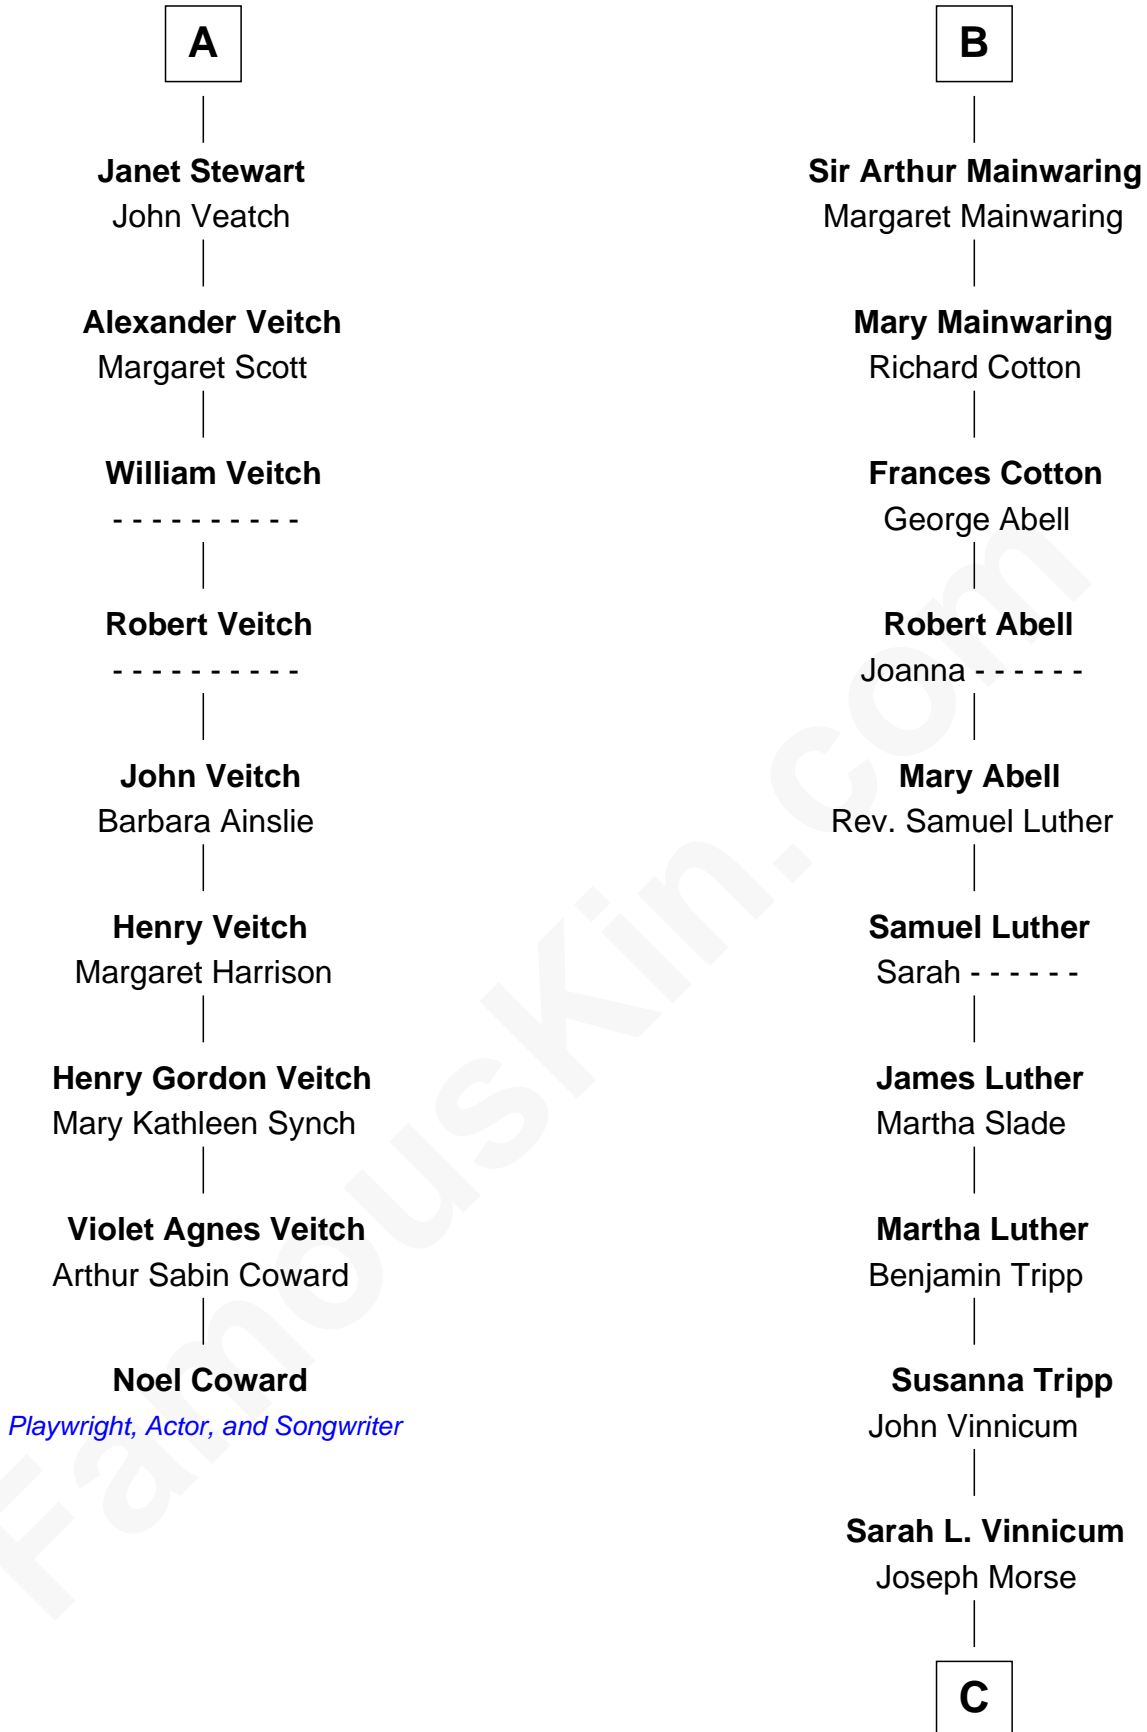 A
Janet Stewart
John Veatch
Alexander Veitch
Margaret Scott
William Veitch
- - - - - - - - - -
Robert Veitch
- - - - - - - - - -
John Veitch
Barbara Ainslie
Henry Veitch
Margaret Harrison
Henry Gordon Veitch
Mary Kathleen Synch
Violet Agnes Veitch
Arthur Sabin Coward
Noel Coward
Playwright, Actor, and Songwriter
B
Sir Arthur Mainwaring
Margaret Mainwaring
Mary Mainwaring
Richard Cotton
Frances Cotton
George Abell
Robert Abell
Joanna - - - - - -
Mary Abell
Rev. Samuel Luther
Samuel Luther
Sarah - - - - - -
James Luther
Martha Slade
Martha Luther
Benjamin Tripp
Susanna Tripp
John Vinnicum
Sarah L. Vinnicum
Joseph Morse
C
FamousKin.com